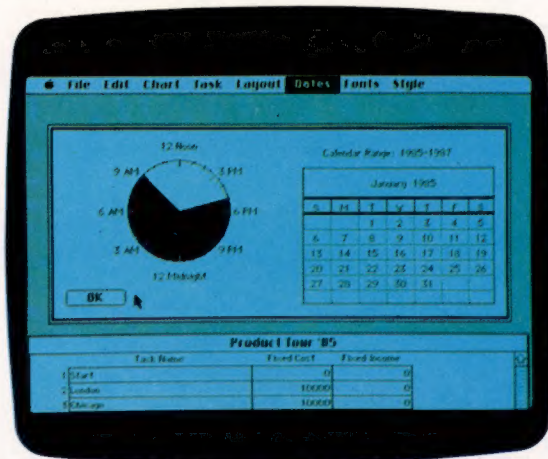 File Edit Chart Task Layout Dates Fonts Style
12 Noon
Calendar Range: 1985-1987
9 AM 3 PM
January 1985
S M T W T F S
6 AM 6 PM
1 2 3 4 5
6 7 8 9 10 11 12
3 AM 9 PM
13 14 15 16 17 18 19
12 Midnight
20 21 22 23 24 25 26
27 28 29 30 31
OK
Product Tour '85
Task Name Fixed Cost Fixed Income
1 Start 0 0
2 London 10000 0
3 Chicago 10000 0